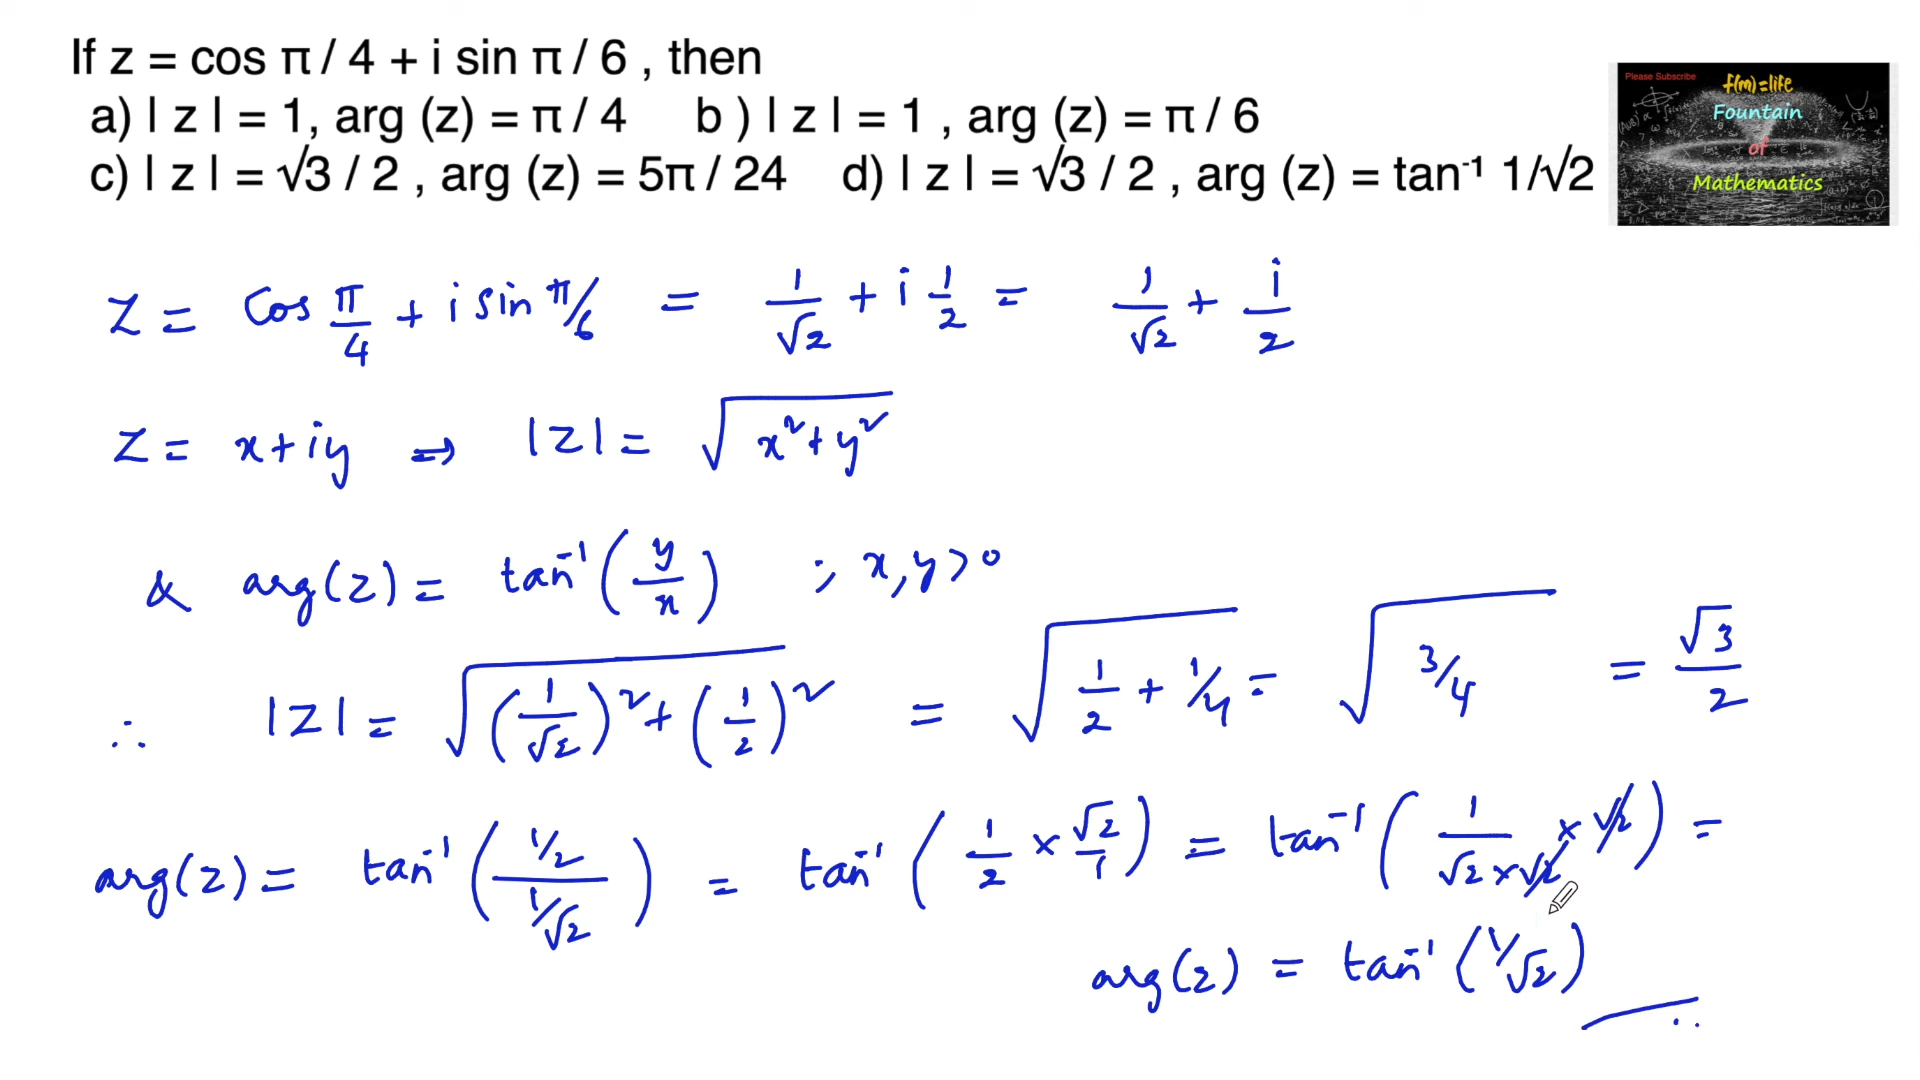 If z = cos π / 4 + i sin π / 6 , then
a) | z | = 1, arg (z) = π / 4 b ) | z | = 1 , arg (z) = π / 6
c) | z | = √3 / 2 , arg (z) = 5π / 24 d) | z | = √3 / 2 , arg (z) = tan⁻¹ 1/√2
Please Subscribe
f(m)=life
Fountain
of
Mathematics
z = cos π/4 + i sin π/6 = 1/√2 + i 1/2 = 1/√2 + i/2
z = x+iy ⇒ |z| = √(x²+y²)
& arg(z) = tan⁻¹(y/x) ; x,y>0
∴ |z| = √((1/√2)²+(1/2)²) = √(1/2 + 1/4) = √(3/4) = √3/2
arg(z) = tan⁻¹((1/2)/(1/√2)) = tan⁻¹(1/2 × √2/1) = tan⁻¹(1/(√2×√2) × √2) =
arg(z) = tan⁻¹(1/√2)